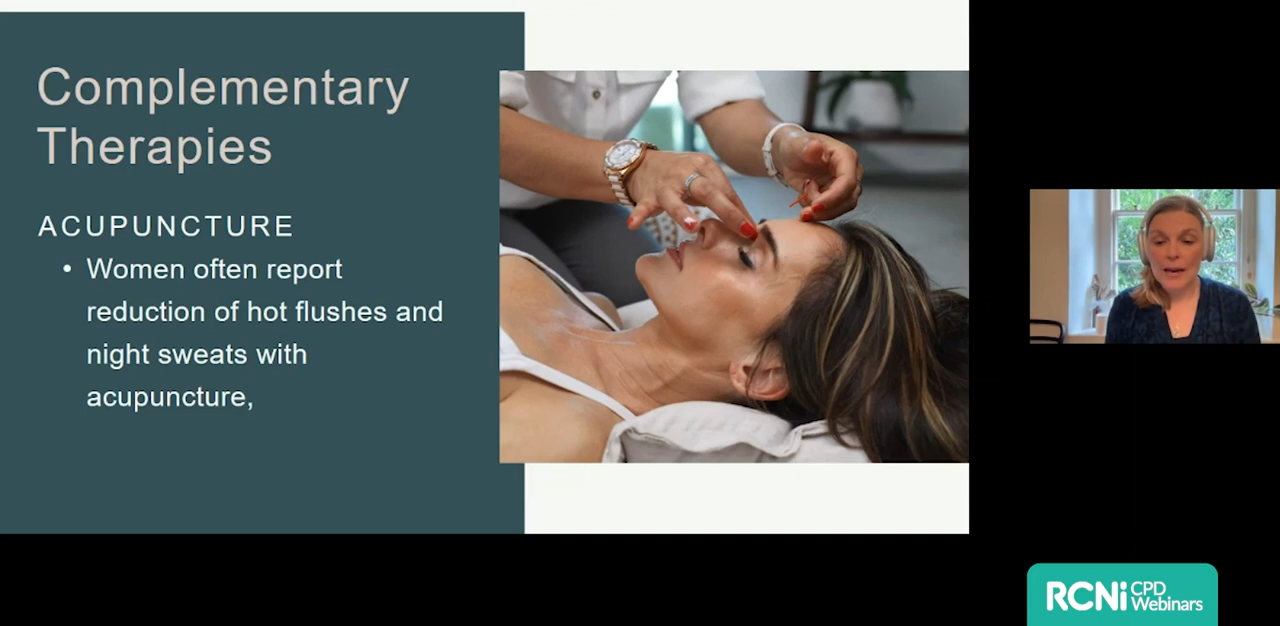 Complementary
Therapies
ACUPUNCTURE
• Women often report
reduction of hot flushes and
night sweats with
acupuncture,
RCNi CPD
Webinars